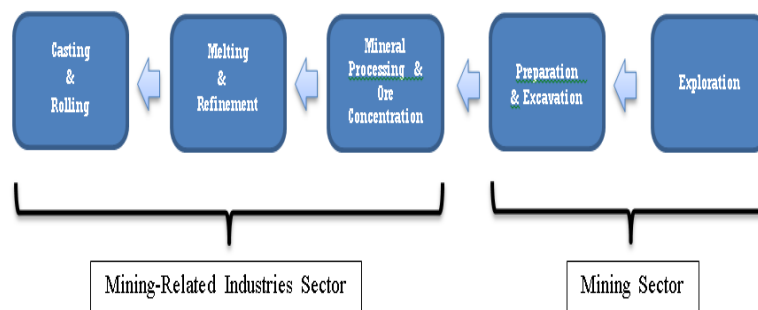 Casting
&
Rolling
Melting
&
Refinement
Mineral
Processing &
Ore
Concentration
Preparation
& Excavation
Exploration
Mining-Related Industries Sector
Mining Sector